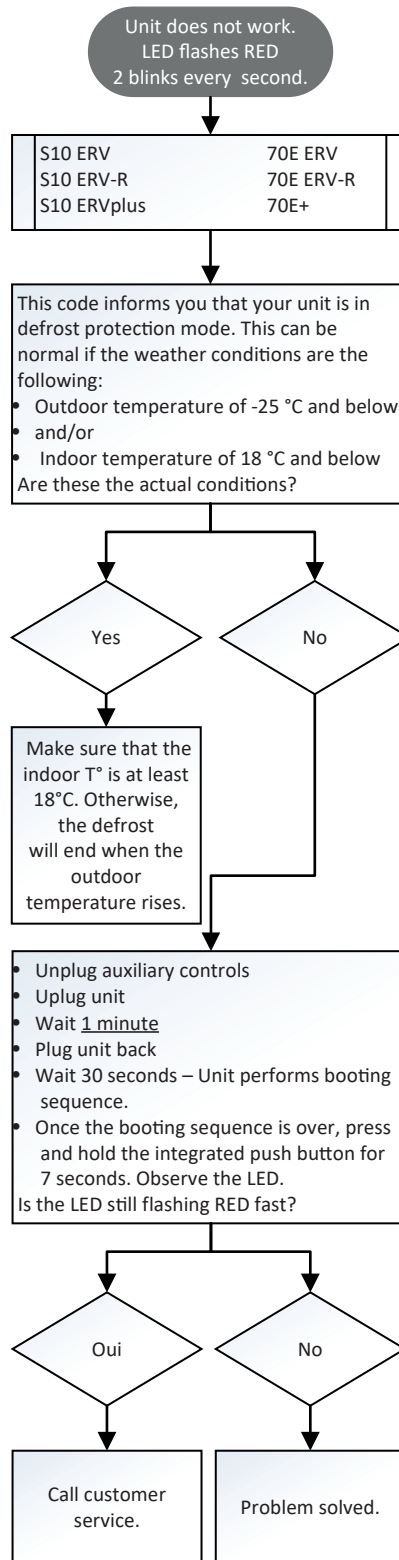 Unit does not work.
LED flashes RED
2 blinks every second.
S10 ERV 70E ERV
S10 ERV-R 70E ERV-R
S10 ERVplus 70E+
This code informs you that your unit is in
defrost protection mode. This can be
normal if the weather conditions are the
following:
• Outdoor temperature of -25 °C and below
• and/or
• Indoor temperature of 18 °C and below
Are these the actual conditions?
Yes
No
Make sure that the
indoor T° is at least
18°C. Otherwise,
the defrost
will end when the
outdoor
temperature rises.
• Unplug auxiliary controls
• Uplug unit
• Wait 1 minute
• Plug unit back
• Wait 30 seconds – Unit performs booting
sequence.
• Once the booting sequence is over, press
and hold the integrated push button for
7 seconds. Observe the LED.
Is the LED still flashing RED fast?
Oui
No
Call customer
service.
Problem solved.